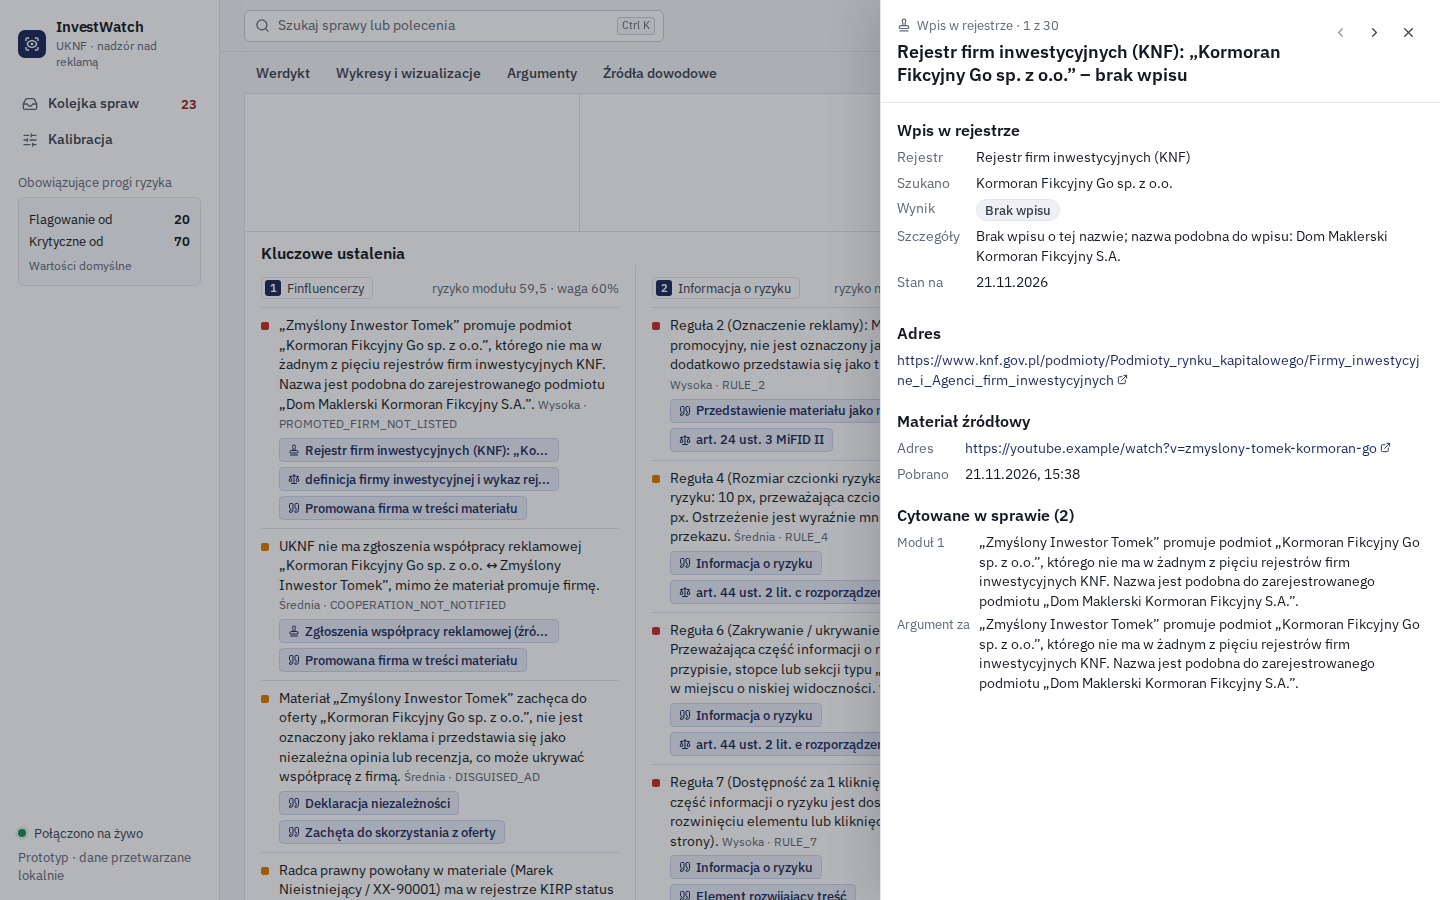 InvestWatch
UKNF · nadzór nad
reklamą
Kolejka spraw 23
Kalibracja
Obowiązujące progi ryzyka
Flagowanie od 20
Krytyczne od 70
Wartości domyślne
Połączono na żywo
Prototyp · dane przetwarzane
lokalnie
Szukaj sprawy lub polecenia Ctrl K
Werdykt Wykresy i wizualizacje Argumenty Źródła dowodowe
Kluczowe ustalenia
1 Finfluencerzy ryzyko modułu 59,5 · waga 60%
„Zmyślony Inwestor Tomek” promuje podmiot
„Kormoran Fikcyjny Go sp. z o.o.”, którego nie ma w
żadnym z pięciu rejestrów firm inwestycyjnych KNF.
Nazwa jest podobna do zarejestrowanego podmiotu
„Dom Maklerski Kormoran Fikcyjny S.A.”. Wysoka ·
PROMOTED_FIRM_NOT_LISTED
Rejestr firm inwestycyjnych (KNF): „Ko...
definicja firmy inwestycyjnej i wykaz rej...
Promowana firma w treści materiału
UKNF nie ma zgłoszenia współpracy reklamowej
„Kormoran Fikcyjny Go sp. z o.o. ↔ Zmyślony
Inwestor Tomek”, mimo że materiał promuje firmę.
Średnia · COOPERATION_NOT_NOTIFIED
Zgłoszenia współpracy reklamowej (źró...
Promowana firma w treści materiału
Materiał „Zmyślony Inwestor Tomek” zachęca do
oferty „Kormoran Fikcyjny Go sp. z o.o.”, nie jest
oznaczony jako reklama i przedstawia się jako
niezależna opinia lub recenzja, co może ukrywać
współpracę z firmą. Średnia · DISGUISED_AD
Deklaracja niezależności
Zachęta do skorzystania z oferty
Radca prawny powołany w materiale (Marek
Nieistniejący / XX-90001) ma w rejestrze KIRP status
2 Informacja o ryzyku ryzyko
Reguła 2 (Oznaczenie reklamy):
promocyjny, nie jest oznaczony
dodatkowo przedstawia się jako
Wysoka · RULE_2
Przedstawienie materiału jako
art. 24 ust. 3 MiFID II
Reguła 4 (Rozmiar czcionki
ryzyku: 10 px, przeważająca
px. Ostrzeżenie jest wyraźnie
przekazu. Średnia · RULE_4
Informacja o ryzyku
art. 44 ust. 2 lit. c
Reguła 6 (Zakrywanie / ukrywanie
Przeważająca część informacji o
przypisie, stopce lub sekcji typu
w miejscu o niskiej widoczności.
Informacja o ryzyku
art. 44 ust. 2 lit. e
Reguła 7 (Dostępność za 1
część informacji o ryzyku jest
rozwinięciu elementu lub
strony). Wysoka · RULE_7
Informacja o ryzyku
Element rozwijający treść
Wpis w rejestrze · 1 z 30
Rejestr firm inwestycyjnych (KNF): „Kormoran
Fikcyjny Go sp. z o.o.” – brak wpisu
Wpis w rejestrze
Rejestr Rejestr firm inwestycyjnych (KNF)
Szukano Kormoran Fikcyjny Go sp. z o.o.
Wynik Brak wpisu
Szczegóły Brak wpisu o tej nazwie; nazwa podobna do wpisu: Dom Maklerski
Kormoran Fikcyjny S.A.
Stan na 21.11.2026
Adres
https://www.knf.gov.pl/podmioty/Podmioty_rynku_kapitalowego/Firmy_inwestycyj
ne_i_Agenci_firm_inwestycyjnych
Materiał źródłowy
Adres https://youtube.example/watch?v=zmyslony-tomek-kormoran-go
Pobrano 21.11.2026, 15:38
Cytowane w sprawie (2)
Moduł 1 „Zmyślony Inwestor Tomek” promuje podmiot „Kormoran Fikcyjny Go
sp. z o.o.”, którego nie ma w żadnym z pięciu rejestrów firm
inwestycyjnych KNF. Nazwa jest podobna do zarejestrowanego
podmiotu „Dom Maklerski Kormoran Fikcyjny S.A.”.
Argument za „Zmyślony Inwestor Tomek” promuje podmiot „Kormoran Fikcyjny Go
sp. z o.o.”, którego nie ma w żadnym z pięciu rejestrów firm
inwestycyjnych KNF. Nazwa jest podobna do zarejestrowanego
podmiotu „Dom Maklerski Kormoran Fikcyjny S.A.”.